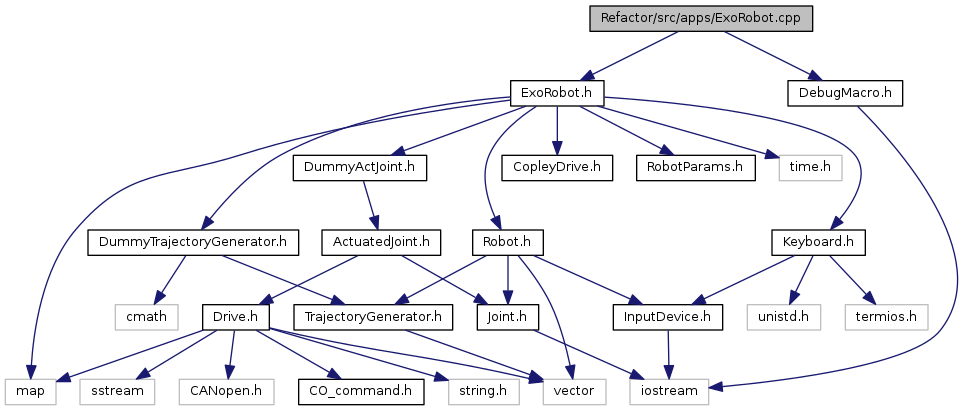 Refactor/src/apps/ExoRobot.cpp
ExoRobot.h
DebugMacro.h
DummyActJoint.h
CopleyDrive.h
RobotParams.h
time.h
DummyTrajectoryGenerator.h
ActuatedJoint.h
Robot.h
Keyboard.h
cmath
Drive.h
TrajectoryGenerator.h
Joint.h
InputDevice.h
unistd.h
termios.h
map
sstream
CANopen.h
CO_command.h
string.h
vector
iostream